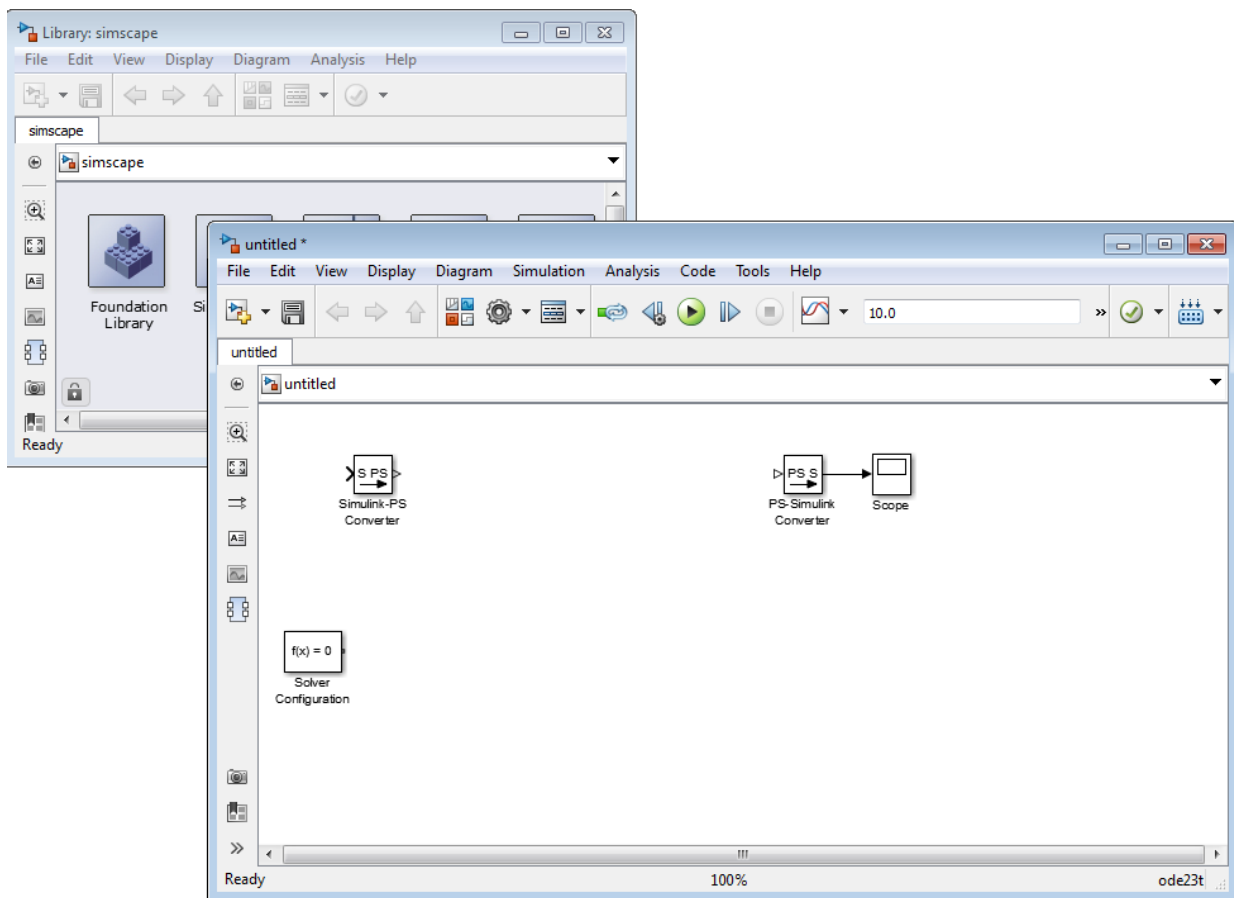 Library: simscape
File Edit View Display Diagram Analysis Help
simscape
simscape
Foundation
Library
Si
Ready
untitled *
File Edit View Display Diagram Simulation Analysis Code Tools Help
10.0
untitled
untitled
S PS
Simulink-PS
Converter
PS S
PS-Simulink
Converter
Scope
f(x) = 0
Solver
Configuration
Ready 100% ode23t